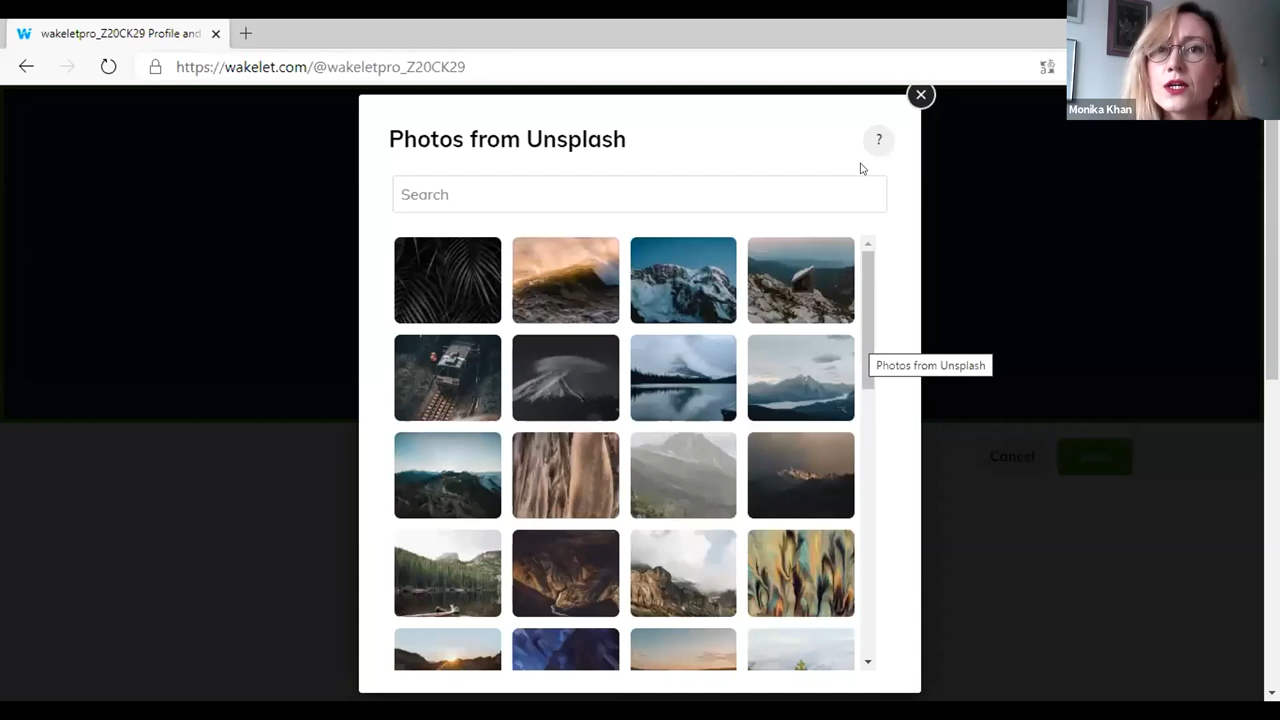 wakeletpro_Z20CK29 Profile and
https://wakelet.com/@wakeletpro_Z20CK29
Monika Khan
Photos from Unsplash
?
Search
Photos from Unsplash
Cancel